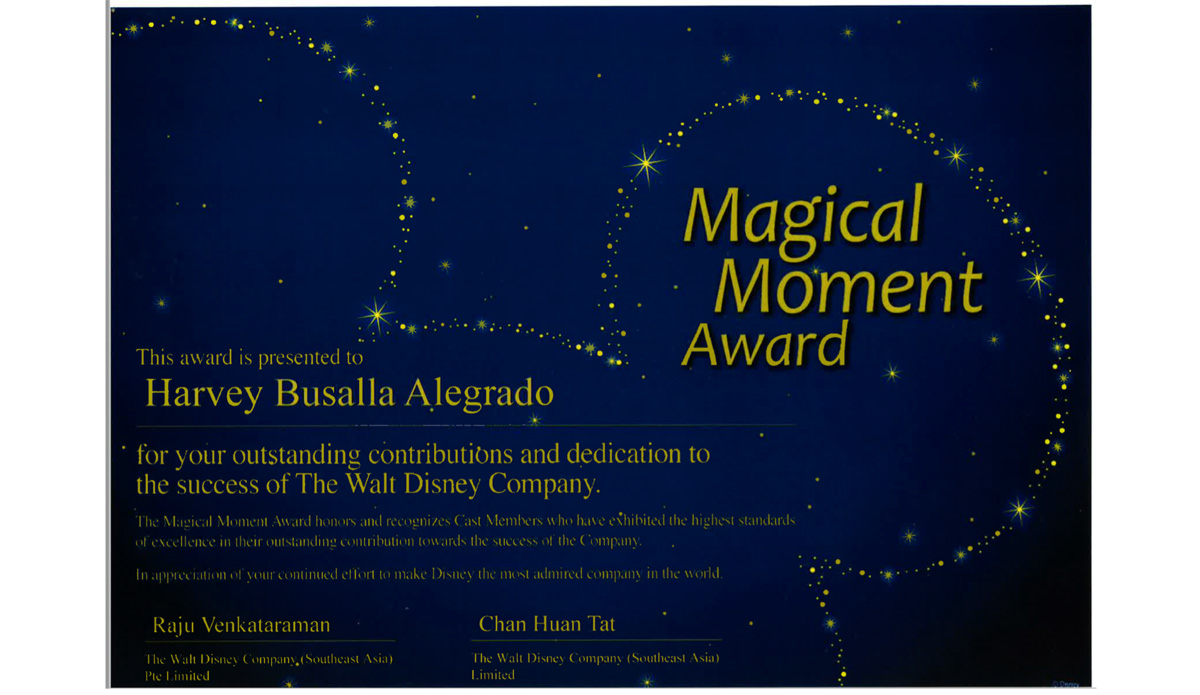 Magical
Moment
Award
This award is presented to
Harvey Busalla Alegrado
for your outstanding contributions and dedication to
the success of The Walt Disney Company.
The Magical Moment Award honors and recognizes Cast Members who have exhibited the highest standards
of excellence in their outstanding contribution towards the success of the Company.
In appreciation of your continued effort to make Disney the most admired company in the world.
Raju Venkataraman
The Walt Disney Company (Southeast Asia)
Pte Limited
Chan Huan Tat
The Walt Disney Company (Southeast Asia)
Limited
© Disney